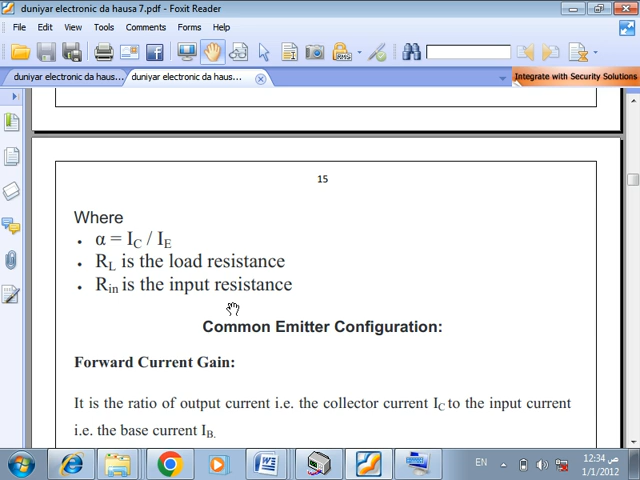 duniyar electronic da hausa 7.pdf - Foxit Reader
File Edit View Tools Comments Forms Help
duniyar electronic da haus... duniyar electronic da haus... Integrate with Security Solutions
15
Where
• α = IC / IE
• RL is the load resistance
• Rin is the input resistance
Common Emitter Configuration:
Forward Current Gain:
It is the ratio of output current i.e. the collector current IC to the input current
i.e. the base current IB.
EN
12:34 ص
1/1/2012